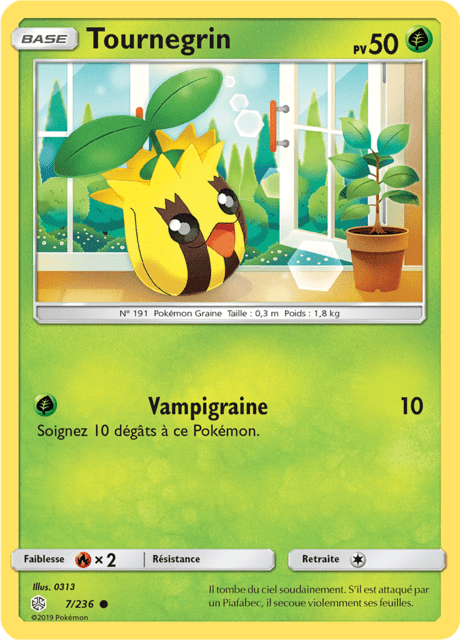 BASE Tournegrin PV50
N° 191 Pokémon Graine Taille : 0,3 m Poids : 1,8 kg
Vampigraine 10
Soignez 10 dégâts à ce Pokémon.
Faiblesse ×2 Résistance Retraite
Illus. 0313
7/236
©2019 Pokémon
Il tombe du ciel soudainement. S'il est attaqué par
un Piafabec, il secoue violemment ses feuilles.